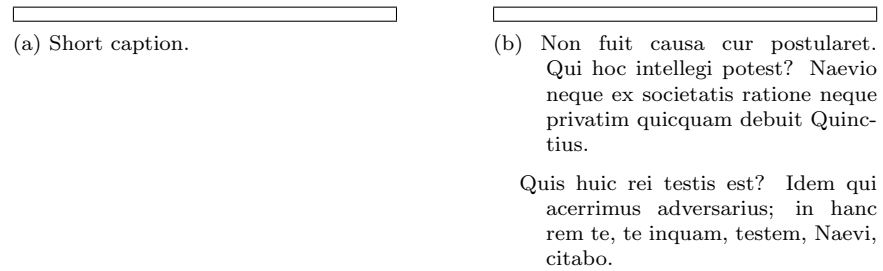 (a) Short caption.
(b) Non fuit causa cur postularet.
Qui hoc intellegi potest? Naevio
neque ex societatis ratione neque
privatim quicquam debuit Quinc-
tius.
Quis huic rei testis est? Idem qui
acerrimus adversarius; in hanc
rem te, te inquam, testem, Naevi,
citabo.